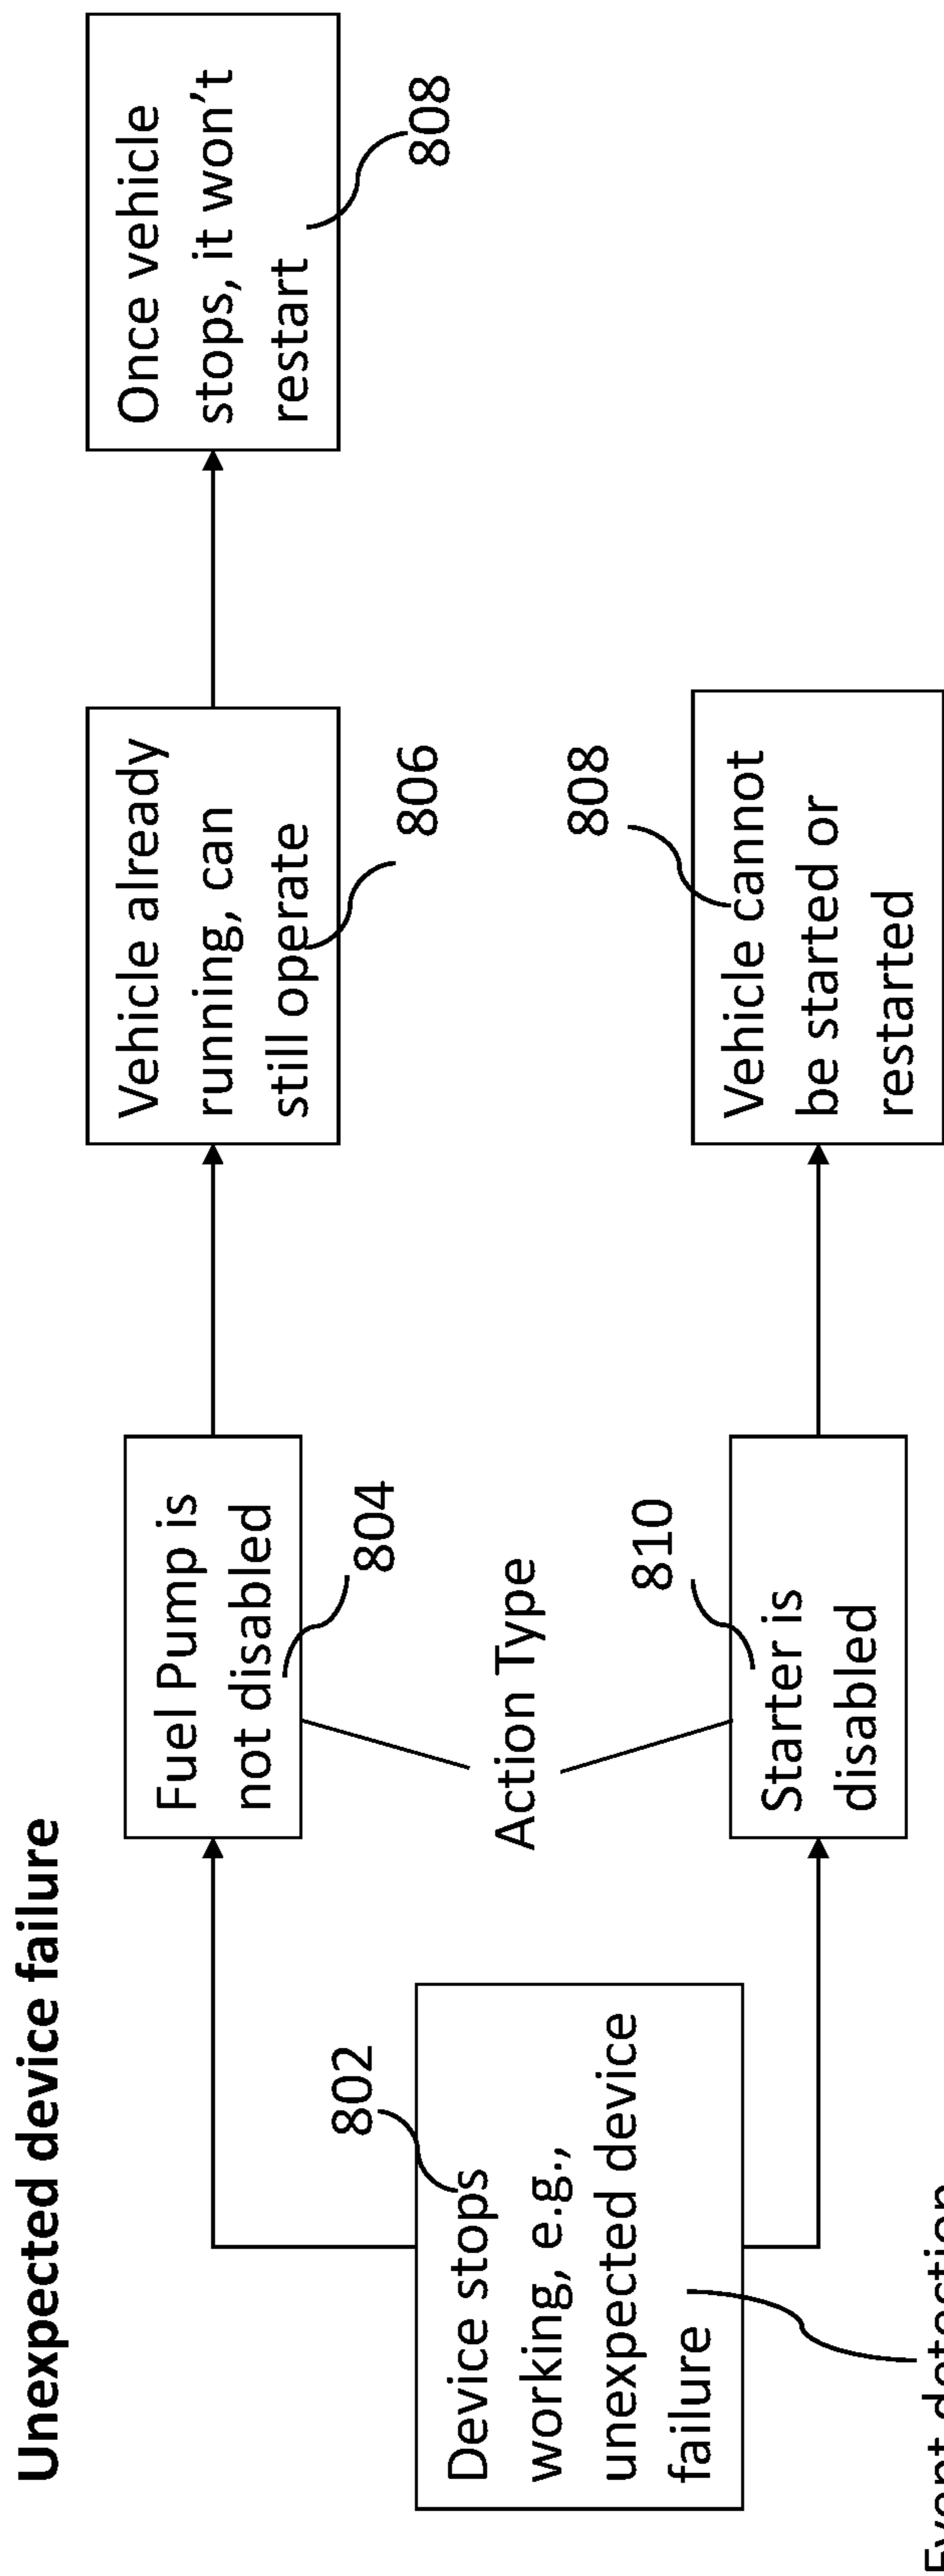 Unexpected device failure
Device stops
working, e.g.,
unexpected device
failure
802
Event detection
Fuel Pump is
not disabled
804
Action Type
810
Starter is
disabled
Vehicle already
running, can
still operate
806
808
Vehicle cannot
be started or
restarted
Once vehicle
stops, it won't
restart
808